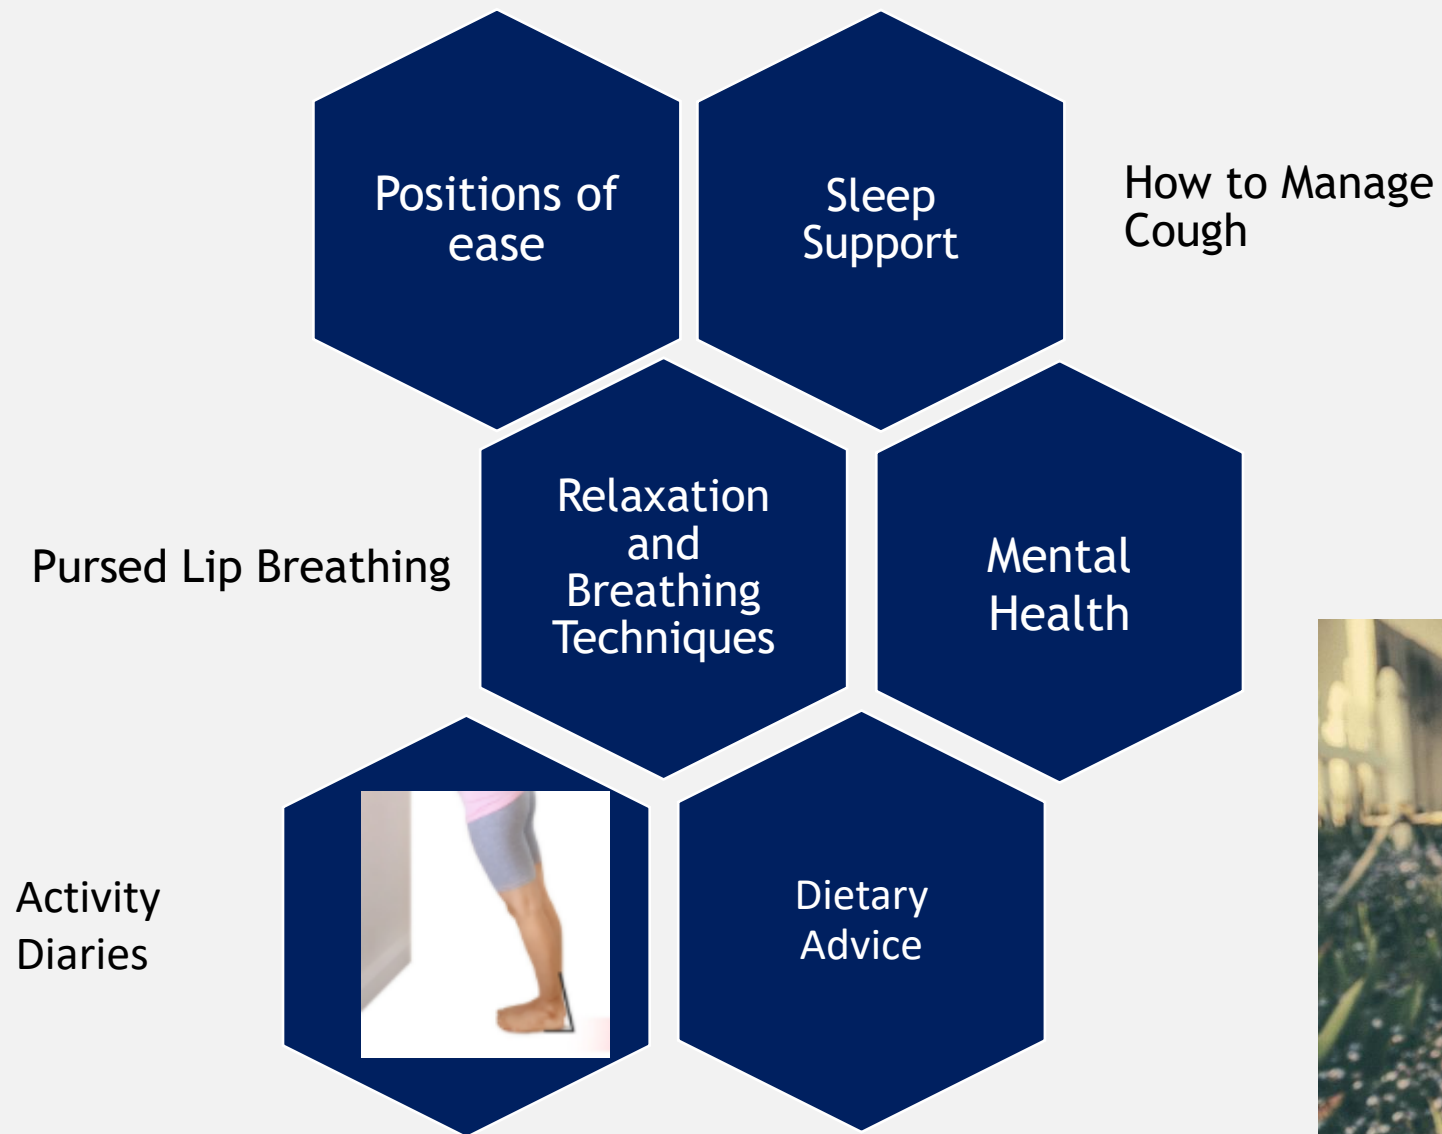 Positions of
ease
Sleep
Support
How to Manage
Cough
Pursed Lip Breathing
Relaxation
and
Breathing
Techniques
Mental
Health
Activity
Diaries
Dietary
Advice